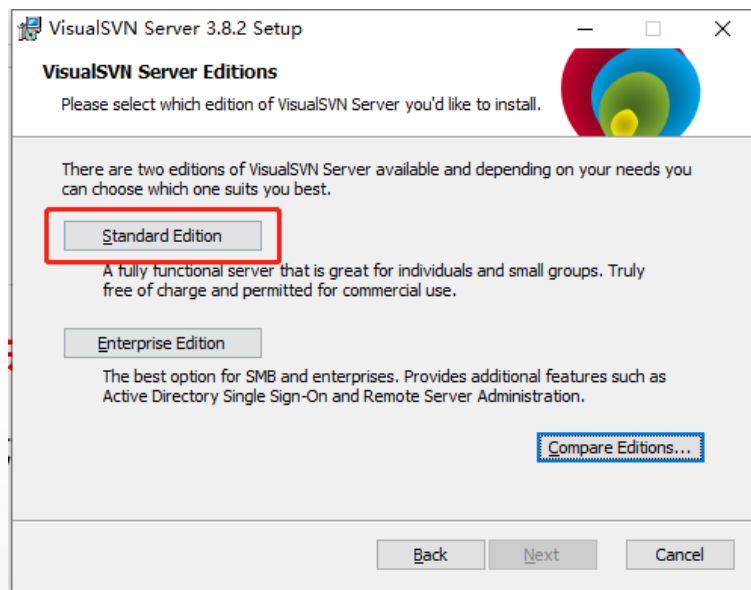 VisualSVN Server 3.8.2 Setup
VisualSVN Server Editions
Please select which edition of VisualSVN Server you'd like to install.
There are two editions of VisualSVN Server available and depending on your needs you
can choose which one suits you best.
Standard Edition
A fully functional server that is great for individuals and small groups. Truly
free of charge and permitted for commercial use.
Enterprise Edition
The best option for SMB and enterprises. Provides additional features such as
Active Directory Single Sign-On and Remote Server Administration.
Compare Editions...
Back Next Cancel